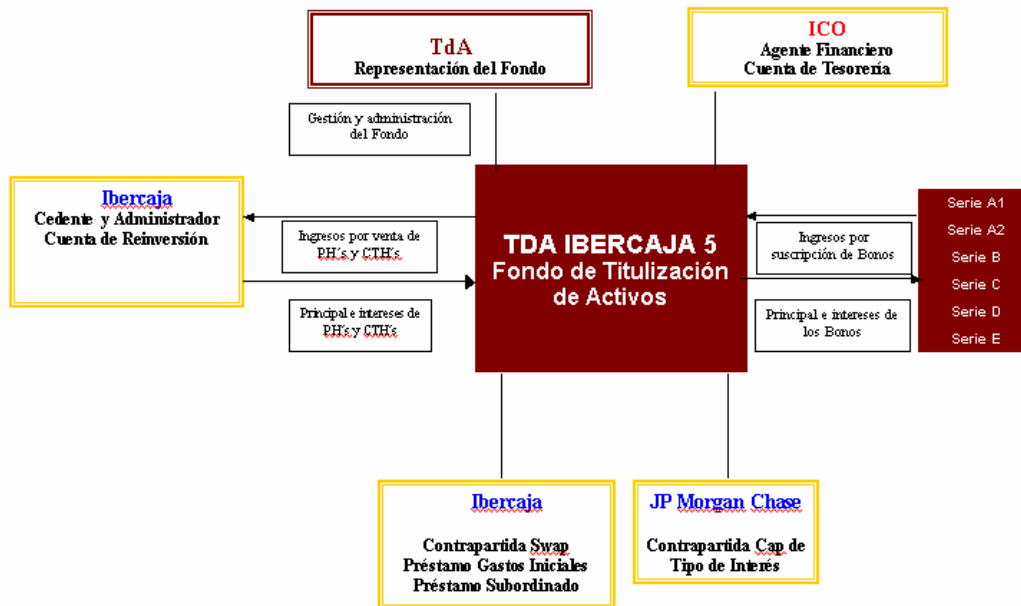 TdA
Representación del Fondo
ICO
Agente Financiero
Cuenta de Tesorería
Gestión y administración
del Fondo
Ibercaja
Cedente y Administrador
Cuenta de Reinversión
Ingresos por venta de
PH's y CTH's
Principal e intereses de
PH's y CTH's
TDA IBERCAJA 5
Fondo de Titulización
de Activos
Ingresos por
suscripción de Bonos
Principal e intereses de
los Bonos
Serie A1
Serie A2
Serie B
Serie C
Serie D
Serie E
Ibercaja
Contrapartida Swap
Préstamo Gastos Iniciales
Préstamo Subordinado
JP Morgan Chase
Contrapartida Cap de
Tipo de Interés